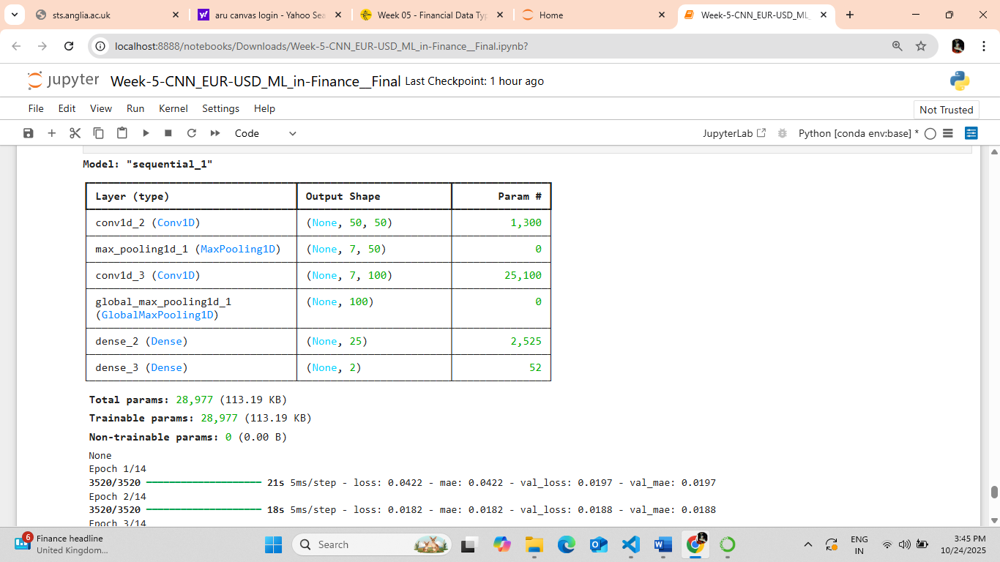 sts.anglia.ac.uk
aru canvas login - Yahoo Sea
Week 05 - Financial Data Typ
Home
Week-5-CNN_EUR-USD_ML_
localhost:8888/notebooks/Downloads/Week-5-CNN_EUR-USD_ML_in-Finance__Final.ipynb?
jupyter Week-5-CNN_EUR-USD_ML_in-Finance__Final Last Checkpoint: 1 hour ago
File Edit View Run Kernel Settings Help
Not Trusted
Code
JupyterLab
Python [conda env:base] *
Model: "sequential_1"
Layer (type) Output Shape Param #
conv1d_2 (Conv1D) (None, 50, 50) 1,300
max_pooling1d_1 (MaxPooling1D) (None, 7, 50) 0
conv1d_3 (Conv1D) (None, 7, 100) 25,100
global_max_pooling1d_1 (None, 100) 0
(GlobalMaxPooling1D)
dense_2 (Dense) (None, 25) 2,525
dense_3 (Dense) (None, 2) 52
Total params: 28,977 (113.19 KB)
Trainable params: 28,977 (113.19 KB)
Non-trainable params: 0 (0.00 B)
None
Epoch 1/14
3520/3520 21s 5ms/step - loss: 0.0422 - mae: 0.0422 - val_loss: 0.0197 - val_mae: 0.0197
Epoch 2/14
3520/3520 18s 5ms/step - loss: 0.0182 - mae: 0.0182 - val_loss: 0.0188 - val_mae: 0.0188
Epoch 3/14
6
Finance headline
United Kingdom...
Search
ENG
IN
3:45 PM
10/24/2025